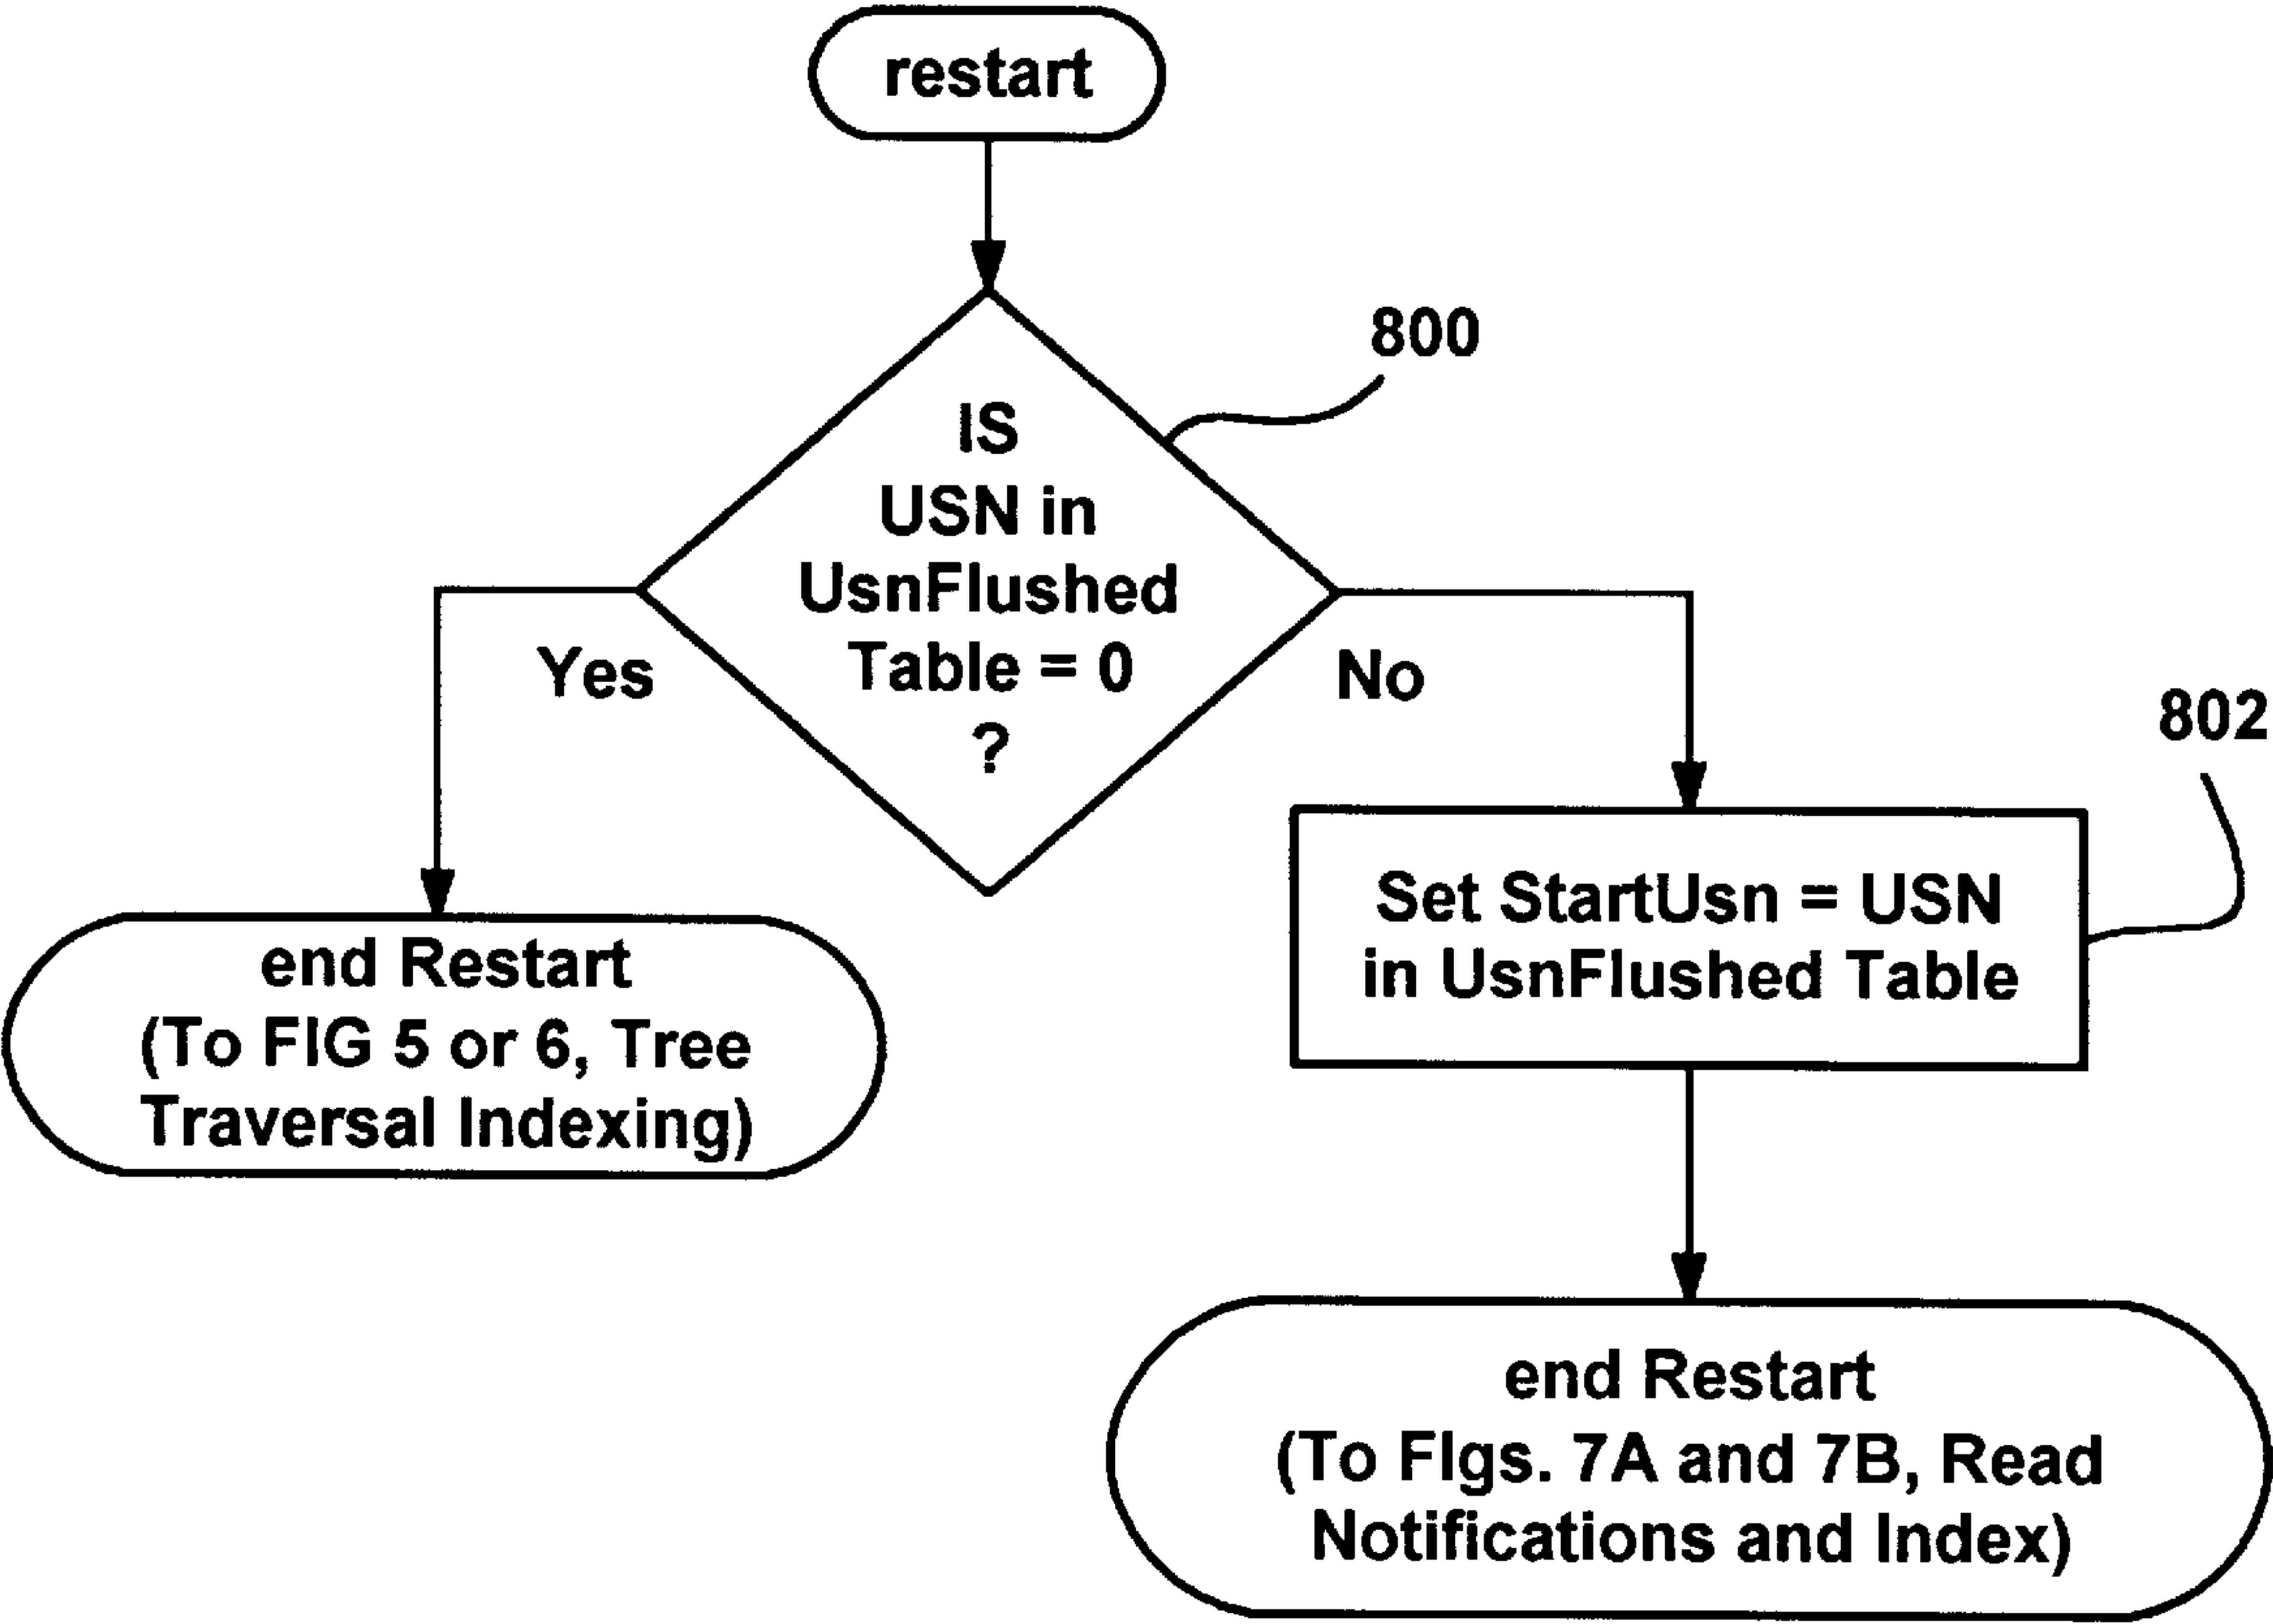 restart
800
IS
USN in
UsnFlushed
Table = 0
?
Yes
No
802
Set StartUsn = USN
in UsnFlushed Table
end Restart
(To FIG 5 or 6, Tree
Traversal Indexing)
end Restart
(To FIgs. 7A and 7B, Read
Notifications and Index)